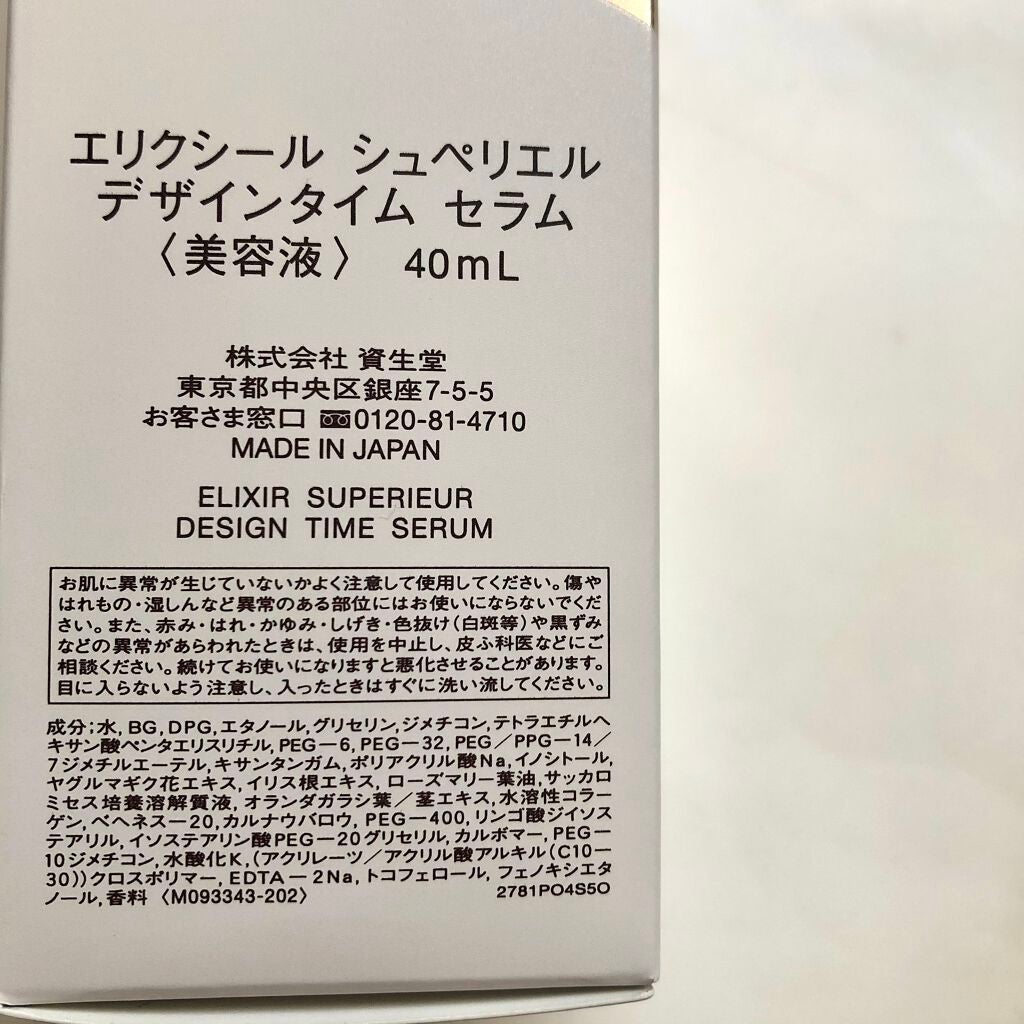 エリクシール シュペリエル
デザインタイム セラム
〈美容液〉 40mL
株式会社 資生堂
東京都中央区銀座7-5-5
お客さま窓口 0120-81-4710
MADE IN JAPAN
ELIXIR SUPERIEUR
DESIGN TIME SERUM
お肌に異常が生じていないかよく注意して使用してください。傷や
はれもの・湿しんなど異常のある部位にはお使いにならないでくだ
さい。また、赤み・はれ・かゆみ・しげき・色抜け(白斑等)や黒ずみ
などの異常があらわれたときは、使用を中止し、皮ふ科医などにご
相談ください。続けてお使いになりますと悪化させることがあります。
目に入らないよう注意し、入ったときはすぐに洗い流してください。
成分;水,BG,DPG,エタノール,グリセリン,ジメチコン,テトラエチルヘ
キサン酸ペンタエリスリチル,PEG-6,PEG-32,PEG/PPG-14/
7ジメチルエーテル,キサンタンガム,ポリアクリル酸Na,イノシトール,
ヤグルマギク花エキス,イリス根エキス,ローズマリー葉油,サッカロ
ミセス培養溶解質液,オランダガラシ葉/茎エキス,水溶性コラー
ゲン,ベヘネス-20,カルナウバロウ,PEG-400,リンゴ酸ジイソス
テアリル,イソステアリン酸PEG-20グリセリル,カルボマー,PEG-
10ジメチコン,水酸化K,(アクリレーツ/アクリル酸アルキル(C10-
30))クロスポリマー,EDTA-2Na,トコフェロール,フェノキシエタ
ノール,香料 〈M093343-202〉 2781PO4S5O